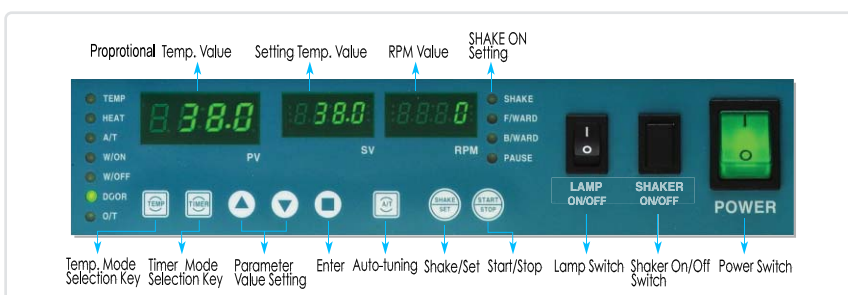 SHAKE ON
Proprotional Temp. Value Setting Temp. Value RPM Value Setting
TEMP
HEAT
A/T
W/ON
W/OFF
DOOR
O/T
38.0
PV
38.0
SV
0
RPM
SHAKE
F/WARD
B/WARD
PAUSE
TEMP
TIMER
A/T
SHAKE
SET
START
STOP
LAMP
ON/OFF
SHAKER
ON/OFF
POWER
Temp. Mode
Selection Key
Timer Mode
Selection Key
Parameter
Value Setting
Enter
Auto-tuning
Shake/Set
Start/Stop
Lamp Switch
Shaker On/Off
Switch
Power Switch